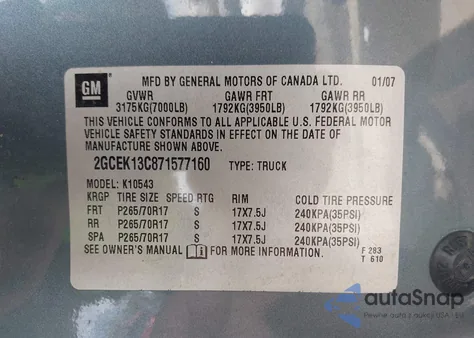 GM
MFD BY GENERAL MOTORS OF CANADA LTD. 01/07
GVWR GAWR FRT GAWR RR
3175KG(7000LB) 1792KG(3950LB) 1792KG(3950LB)
THIS VEHICLE CONFORMS TO ALL APPLICABLE U.S. FEDERAL MOTOR
VEHICLE SAFETY STANDARDS IN EFFECT ON THE DATE OF
MANUFACTURE SHOWN ABOVE.
2GCEK13C871577160 TYPE: TRUCK
MODEL: K10543
KRGP TIRE SIZE SPEED RTG RIM COLD TIRE PRESSURE
FRT P265/70R17 S 17X7.5J 240KPA(35PSI)
RR P265/70R17 S 17X7.5J 240KPA(35PSI)
SPA P265/70R17 S 17X7.5J 240KPA(35PSI)
SEE OWNER'S MANUAL FOR MORE INFORMATION. F 283
T 610
autaSnap